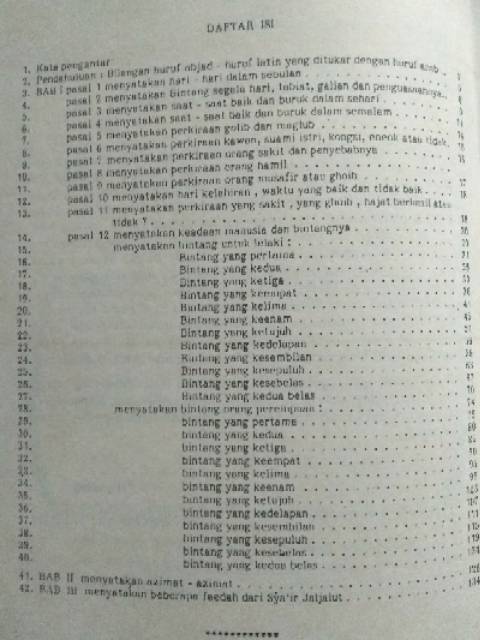 DAFTAR ISI
1. Kata pengantar
2. Pendahuluan : Bilangan huruf abjad - huruf latin yang ditukar dengan huruf arab
3. BAB I pasal 1 menyatakan hari - hari dalam sebulan
4. pasal 2 menyatakan Bintang segala hari, tabiat, galian dan penguasanya
5. pasal 3 menyatakan saat - saat baik dan buruk dalam sehari
6. pasal 4 menyatakan saat - saat baik dan buruk dalam semalam
7. pasal 5 menyatakan perkiraan golib dan maglub
8. pasal 6 menyatakan perkiraan kawen, suami istri, kongsi, cocok atau tidak
9. pasal 7 menyatakan perkiraan orang sakit dan penyebabnya
10. pasal 8 menyatakan perkiraan orang hamil
11. pasal 9 menyatakan perkiraan orang musafir atau ghoib
12. pasal 10 menyatakan hari kelahiran , waktu yang baik dan tidak baik
13. pasal 11 menyatakan perkiraan yang sakit , yang ghaib , hajat berhasil atau
tidak ?
14. pasal 12 menyatakan keadaan manusia dan bintangnya
15. menyatakan bintang untuk lelaki :
16. Bintang yang pertama
17. Bintang yang kedua
18. Bintang yang ketiga
19. Bintang yang keempat
20. Bintang yang kelima
21. Bintang yang keenam
22. Bintang yang ketujuh
23. Bintang yang kedelapan
24. Bintang yang kesembilan
25. Bintang yang kesepuluh
26. Bintang yang kesebelas
27. Bintang yang kedua belas
28. menyatakan bintang orang perempuan :
29. bintang yang pertama
30. bintang yang kedua
31. bintang yang ketiga
32. bintang yang keempat
33. bintang yang kelima
34. bintang yang keenam
35. bintang yang ketujuh
36. bintang yang kedelapan
37. bintang yang kesembilan
38. bintang yang kesepuluh
39. bintang yang kesebelas
40. bintang yang kedua belas
41. BAB II menyatakan azimat - azimat
42. BAB III menyatakan beberapa faedah dari Sya'ir Jaljalut